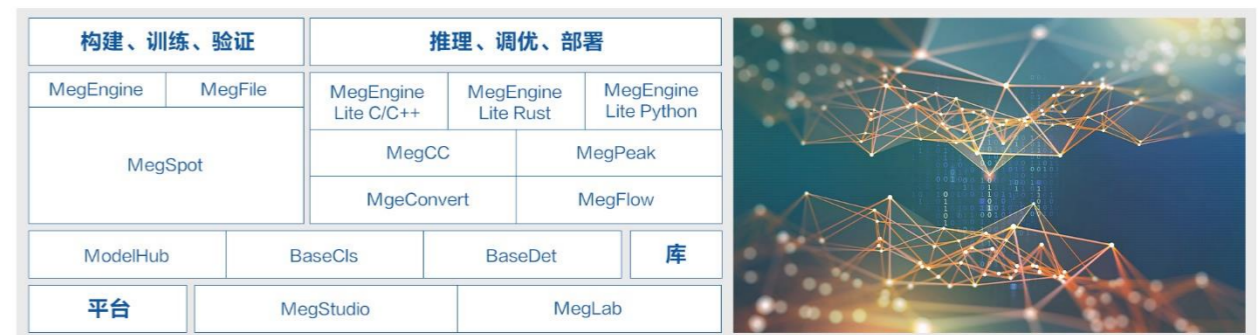 构建、训练、验证
推理、调优、部署
MegEngine
MegFile
MegSpot
MegEngine
Lite C/C++
MegEngine
Lite Rust
MegEngine
Lite Python
MegCC
MegPeak
MgeConvert
MegFlow
ModelHub
BaseCls
BaseDet
库
平台
MegStudio
MegLab